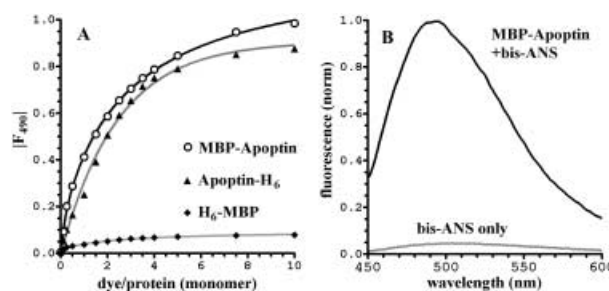 A
1.0
0.8
0.6
0.4
0.2
0.0
|F490|
MBP-Apoptin
Apoptin-H6
H6-MBP
0 2 4 6 8 10
dye/protein (monomer)
B
1.0
0.8
0.6
0.4
0.2
0.0
fluorescence (norm)
MBP-Apoptin
+bis-ANS
bis-ANS only
450 500 550 600
wavelength (nm)